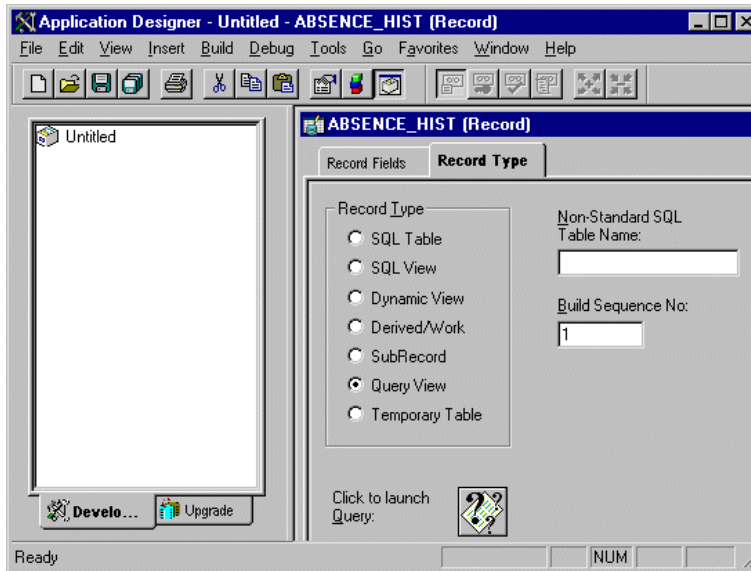 Application Designer - Untitled - ABSENCE_HIST (Record)
File Edit View Insert Build Debug Tools Go Favorites Window Help
Untitled
ABSENCE_HIST (Record)
Record Fields Record Type
Record Type
SQL Table
SQL View
Dynamic View
Derived/Work
SubRecord
Query View
Temporary Table
Non-Standard SQL
Table Name:
Build Sequence No:
1
Click to launch
Query:
Develo... Upgrade
Ready NUM